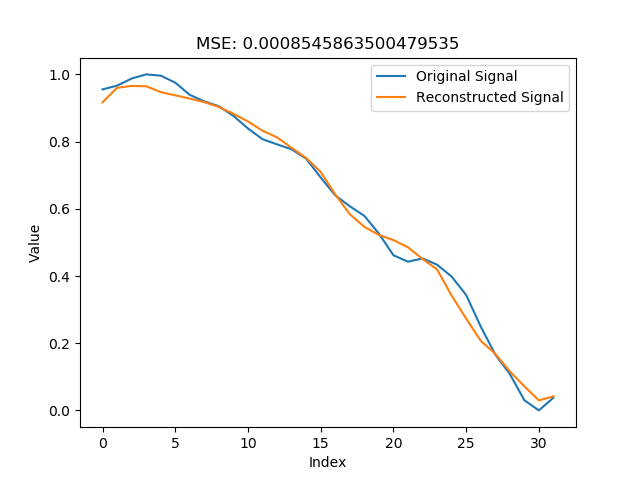 MSE: 0.0008545863500479535
Original Signal
Reconstructed Signal
Value
1.0
0.8
0.6
0.4
0.2
0.0
0 5 10 15 20 25 30
Index